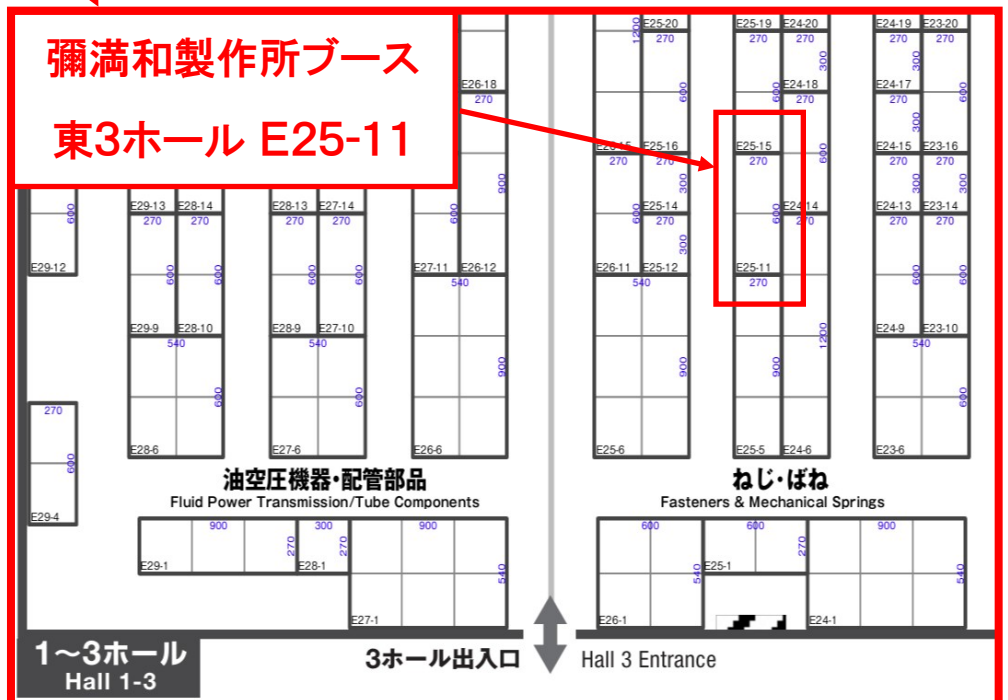 彌満和製作所ブース
東3ホール E25-11
1200 E25-20 E25-19 E24-20 E24-19 E23-20
270 270 270 270 270
300 300
E26-18 E24-18 E24-17
270 600 600 270 270 600
300
E26-15 E25-16 E25-15 E24-15 E23-16
270 270 270 600 270 270
900 300 300 300
E29-13 E28-14 E28-13 E27-14 E25-14 E24-14 E24-13 E23-14
600 270 270 270 270 600 600 270 600 270 270 270
300
E29-12 E27-11 E26-12 E26-11 E25-12 E25-11
600 600 600 600 540 540 270 600 600
E29-9 E28-10 E28-9 E27-10 E24-9 E23-10
540 540 1200 540
900 900 900
600 600 600
270
600
E28-6 E27-6 E26-6 E25-6 E25-5 E24-6 E23-6
油空圧機器・配管部品 ねじ・ばね
Fluid Power Transmission/Tube Components Fasteners & Mechanical Springs
E29-4
900 300 900 600 600 900
270 270 270
E29-1 E28-1 E25-1
540 540 540
E27-1 E26-1 E24-1
1～3ホール
Hall 1-3
3ホール出入口 Hall 3 Entrance